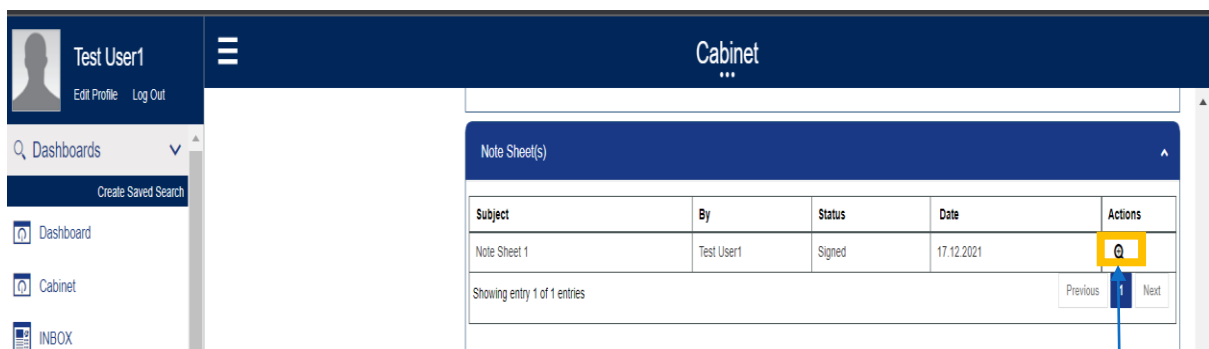 Test User1
Edit Profile Log Out
Cabinet
Dashboards
Create Saved Search
Dashboard
Cabinet
INBOX
Note Sheet(s)
Subject By Status Date Actions
Note Sheet 1 Test User1 Signed 17.12.2021
Showing entry 1 of 1 entries Previous 1 Next